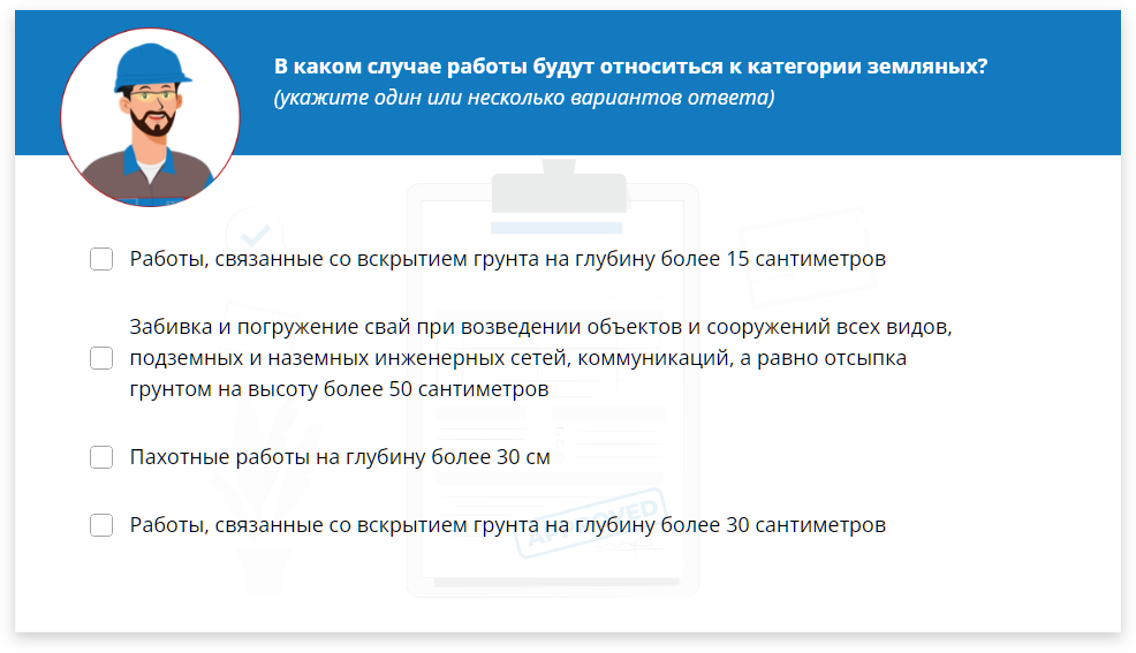 В каком случае работы будут относиться к категории земляных?
(укажите один или несколько вариантов ответа)
Работы, связанные со вскрытием грунта на глубину более 15 сантиметров
Забивка и погружение свай при возведении объектов и сооружений всех видов,
подземных и наземных инженерных сетей, коммуникаций, а равно отсыпка
грунтом на высоту более 50 сантиметров
Пахотные работы на глубину более 30 см
Работы, связанные со вскрытием грунта на глубину более 30 сантиметров
APPROVED